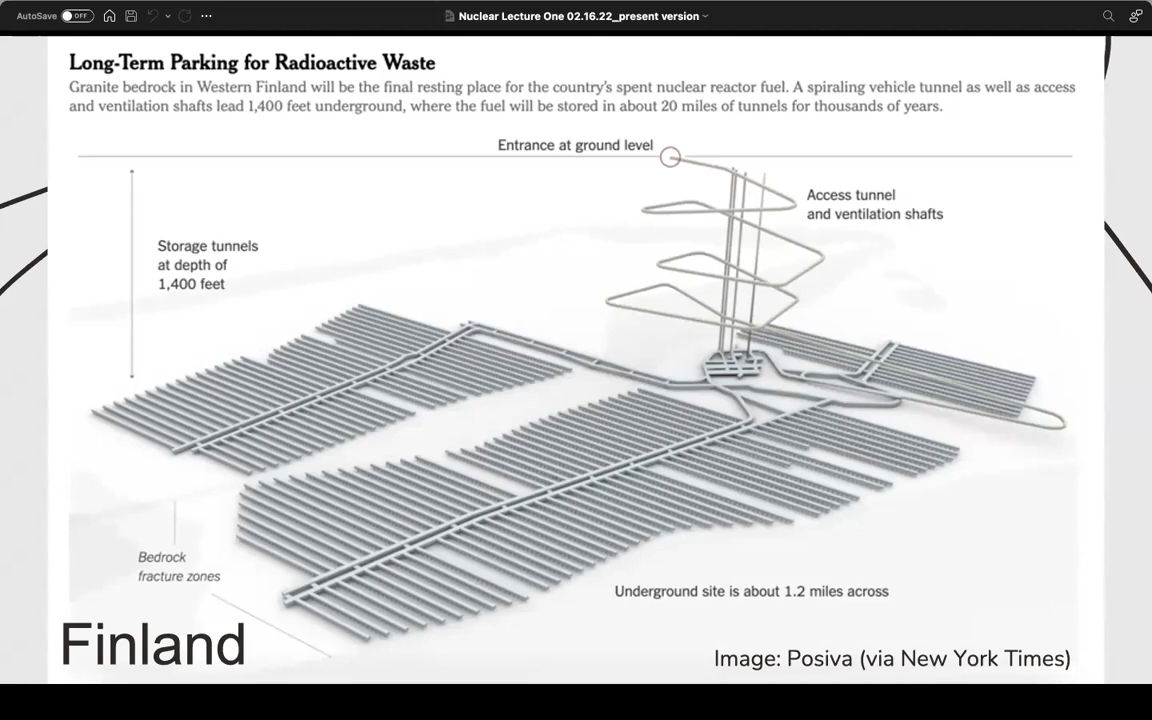 AutoSave OFF
Nuclear Lecture One 02.16.22_present version
Long-Term Parking for Radioactive Waste
Granite bedrock in Western Finland will be the final resting place for the country's spent nuclear reactor fuel. A spiraling vehicle tunnel as well as access
and ventilation shafts lead 1,400 feet underground, where the fuel will be stored in about 20 miles of tunnels for thousands of years.
Entrance at ground level
Access tunnel
and ventilation shafts
Storage tunnels
at depth of
1,400 feet
Bedrock
fracture zones
Underground site is about 1.2 miles across
Finland
Image: Posiva (via New York Times)